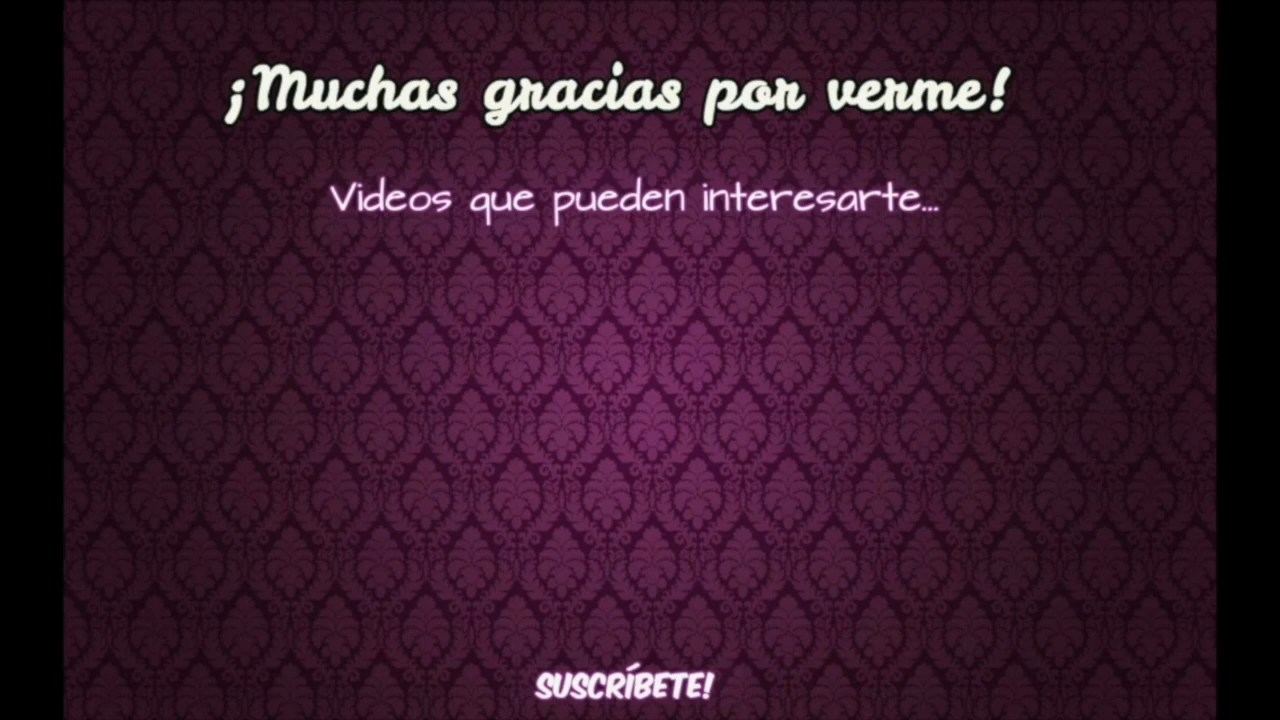 ¡Muchas gracias por verme!
Videos que pueden interesarte...
SUSCRÍBETE!